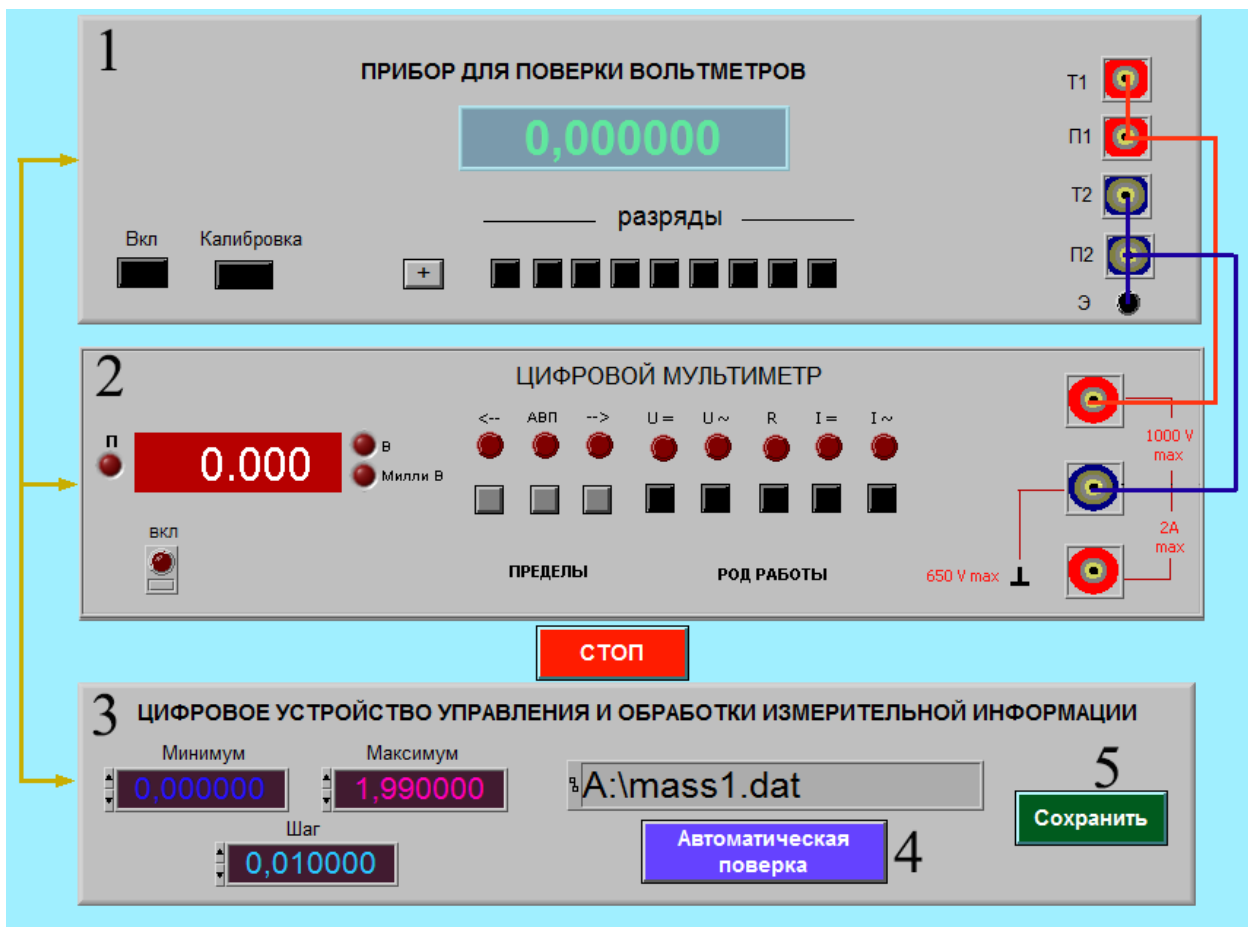 1
ПРИБОР ДЛЯ ПОВЕРКИ ВОЛЬТМЕТРОВ
0,000000
Т1
П1
Т2
П2
Э
разряды
Вкл Калибровка
+
2
ЦИФРОВОЙ МУЛЬТИМЕТР
<-- АВП --> U= U~ R I= I~
П
0.000
В
Милли В
ВКЛ
ПРЕДЕЛЫ
РОД РАБОТЫ
1000 V
max
2A
max
650 V max
СТОП
3
ЦИФРОВОЕ УСТРОЙСТВО УПРАВЛЕНИЯ И ОБРАБОТКИ ИЗМЕРИТЕЛЬНОЙ ИНФОРМАЦИИ
Минимум Максимум
0,000000 1,990000
Шаг
0,010000
A:\mass1.dat
Автоматическая
поверка
4
5
Сохранить